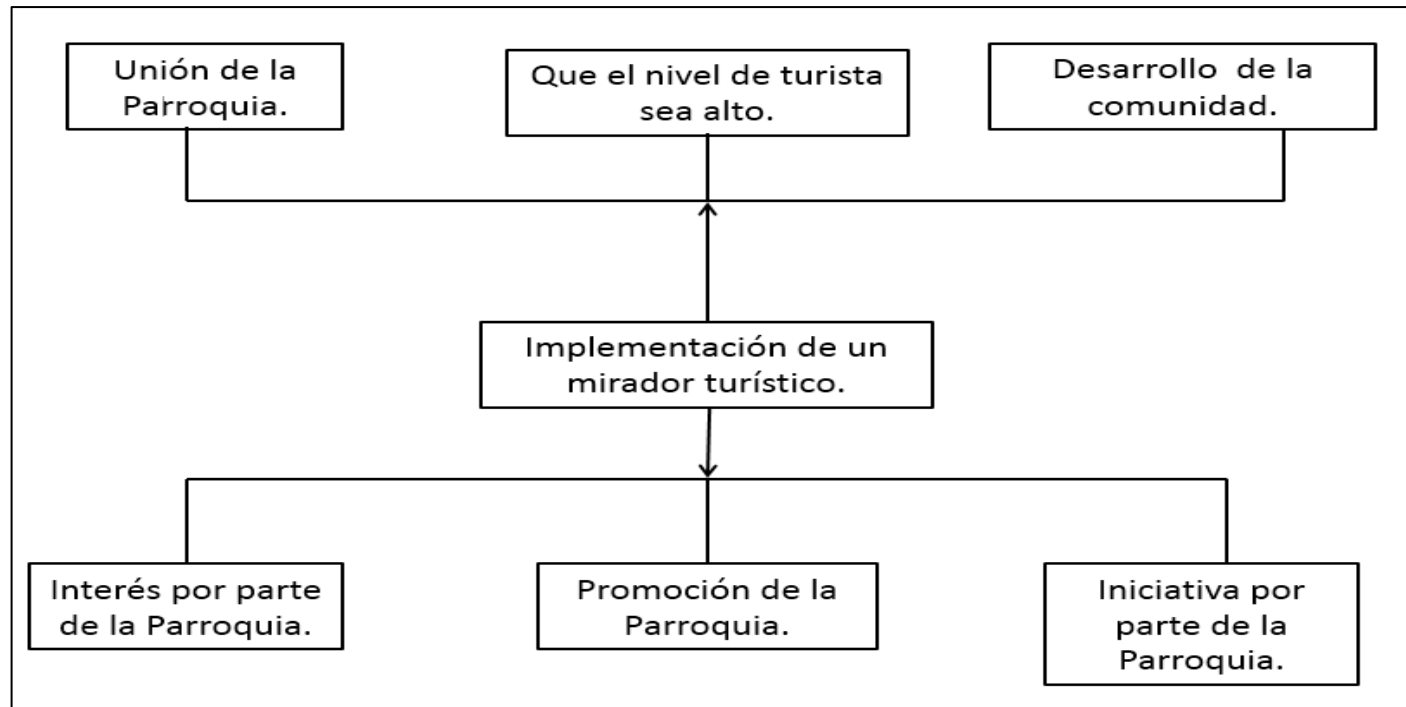 Unión de la
Parroquia.
Que el nivel de turista
sea alto.
Desarrollo de la
comunidad.
Implementación de un
mirador turístico.
Interés por parte
de la Parroquia.
Promoción de la
Parroquia.
Iniciativa por
parte de la
Parroquia.